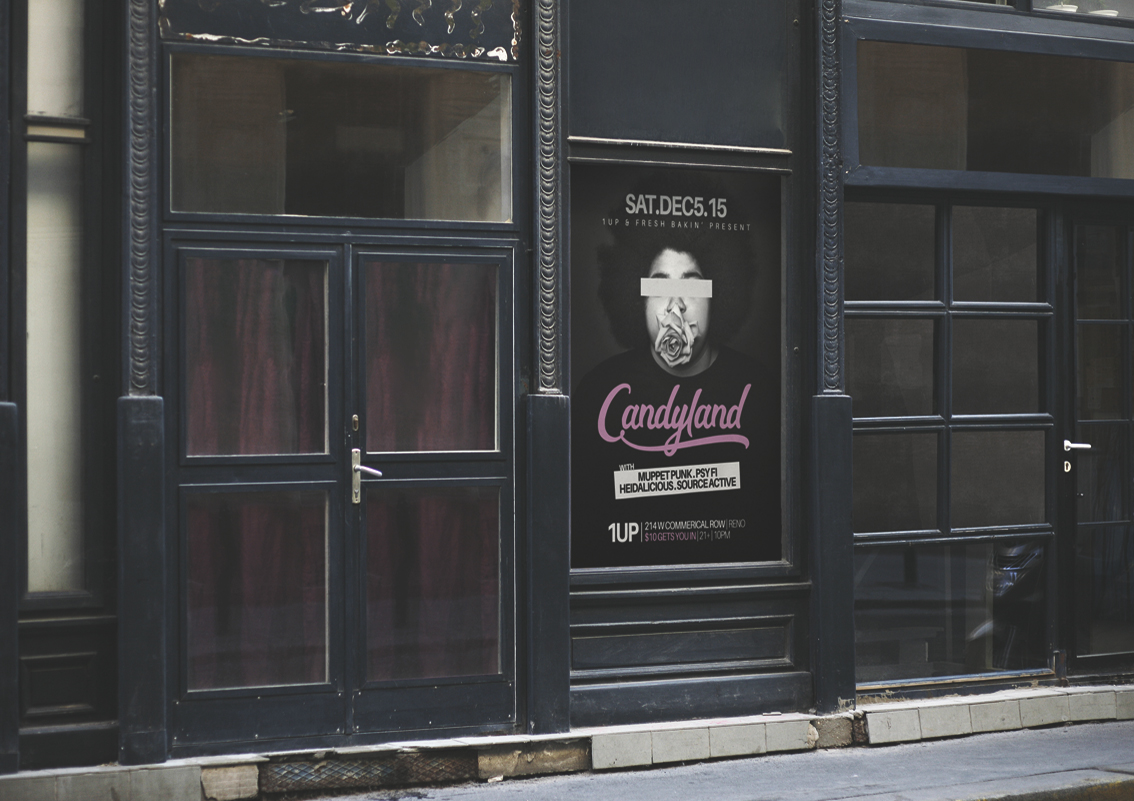 SAT.DEC5.15
1UP & FRESH BAKIN' PRESENT
Candyland
WITH
MUPPET PUNK . PSY FI
HEIDALICIOUS . SOURCE ACTIVE
1UP
214 W COMMERICAL ROW | RENO
$10 GETS YOU IN | 21+ | 10PM